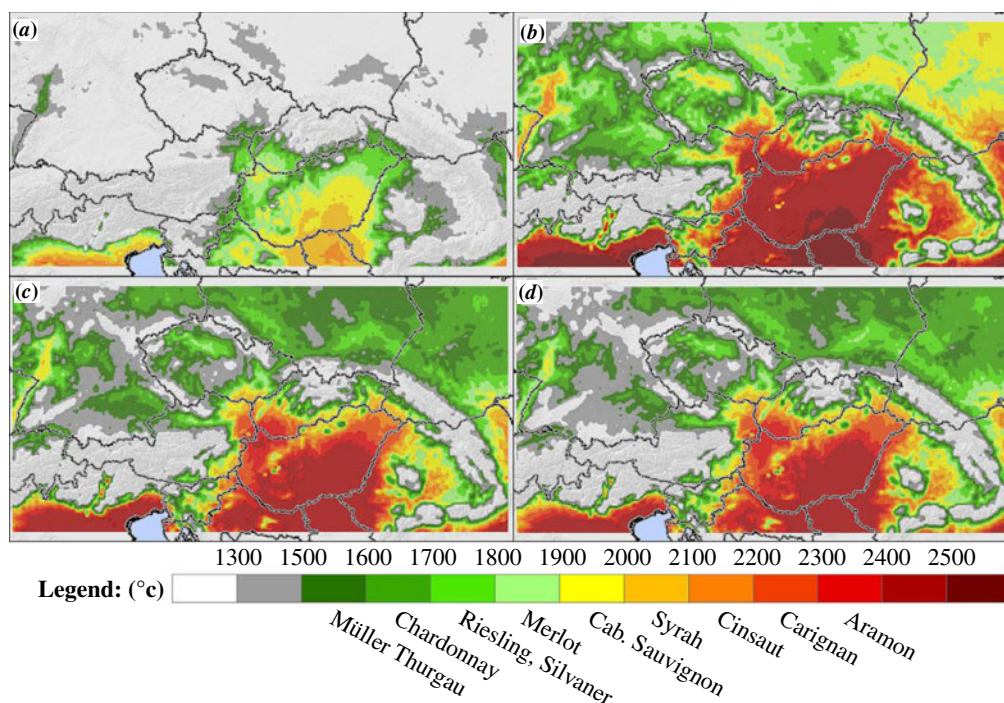 (a)
(b)
(c)
(d)
1300 1500 1600 1700 1800 1900 2000 2100 2200 2300 2400 2500
Legend: (°c)
Müller Thurgau
Chardonnay
Riesling, Silvaner
Merlot
Cab. Sauvignon
Syrah
Cinsaut
Carignan
Aramon